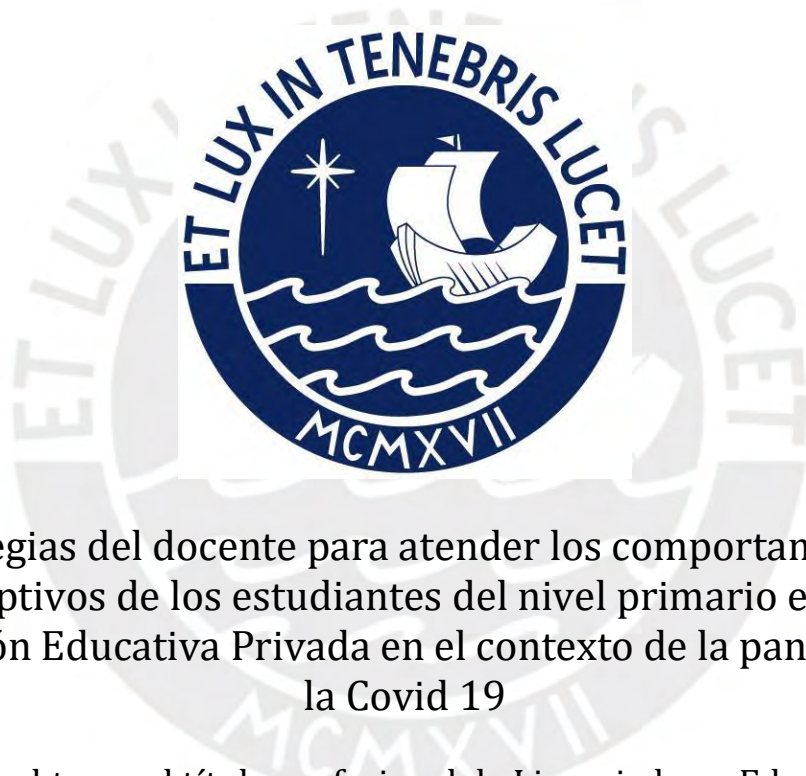 ET LUX IN TENEBRIS LUCET
MCMXVII
egias del docente para atender los comportan
ptivos de los estudiantes del nivel primario e
ón Educativa Privada en el contexto de la pan
la Covid 19